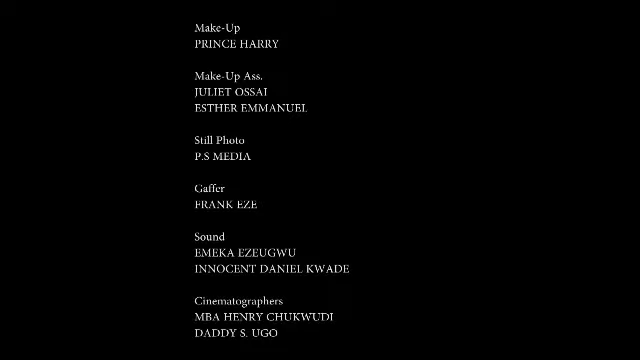 Make-Up
PRINCE HARRY
Make-Up Ass.
JULIET OSSAI
ESTHER EMMANUEL
Still Photo
P.S MEDIA
Gaffer
FRANK EZE
Sound
EMEKA EZEUGWU
INNOCENT DANIEL KWADE
Cinematographers
MBA HENRY CHUKWUDI
DADDY S. UGO